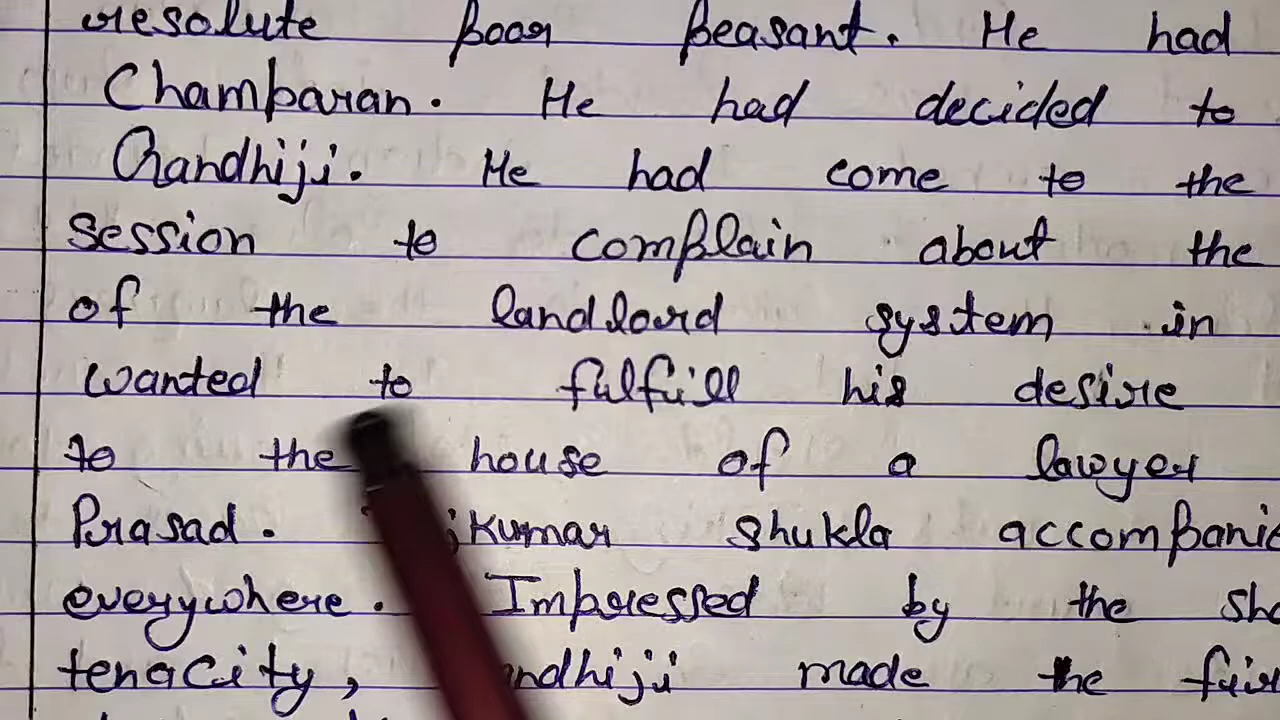 resolute poor peasant. He had
Champaran. He had decided to
Gandhiji. He had come to the
session to complain about the
of the landlord system in
wanted to fulfill his desire
to the house of a lawyer
Prasad. jkumar shukla accompanie
everywhere. Impressed by the sho
tenacity, ndhiji made the